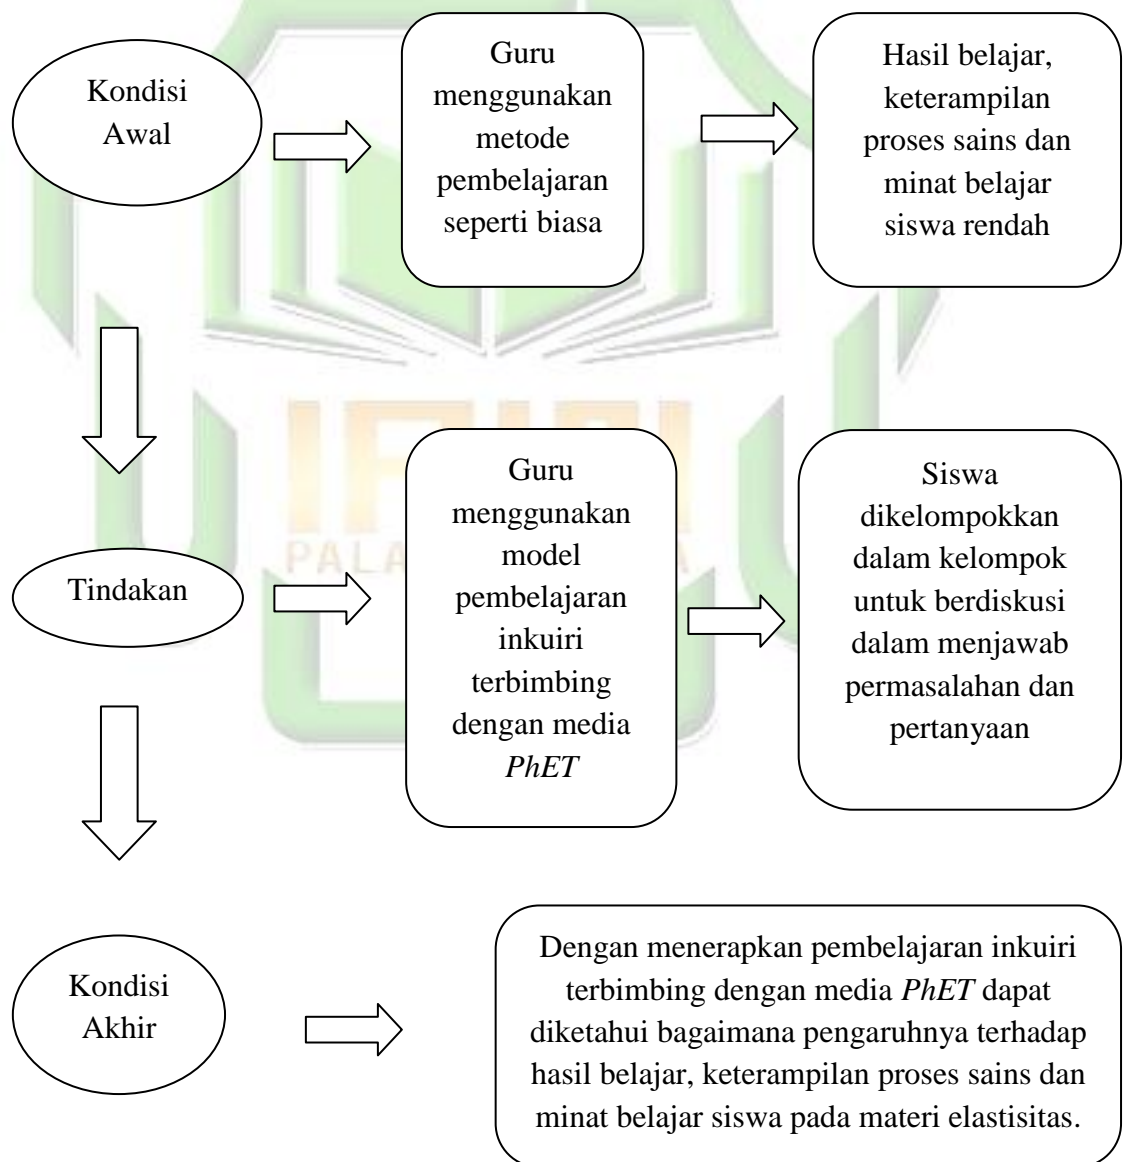 Kondisi
Awal
Guru
menggunakan
metode
pembelajaran
seperti biasa
Hasil belajar,
keterampilan
proses sains dan
minat belajar
siswa rendah
Tindakan
Guru
menggunakan
model
pembelajaran
inkuiri
terbimbing
dengan media
PhET
Siswa
dikelompokkan
dalam kelompok
untuk berdiskusi
dalam menjawab
permasalahan dan
pertanyaan
Kondisi
Akhir
Dengan menerapkan pembelajaran inkuiri
terbimbing dengan media PhET dapat
diketahui bagaimana pengaruhnya terhadap
hasil belajar, keterampilan proses sains dan
minat belajar siswa pada materi elastisitas.